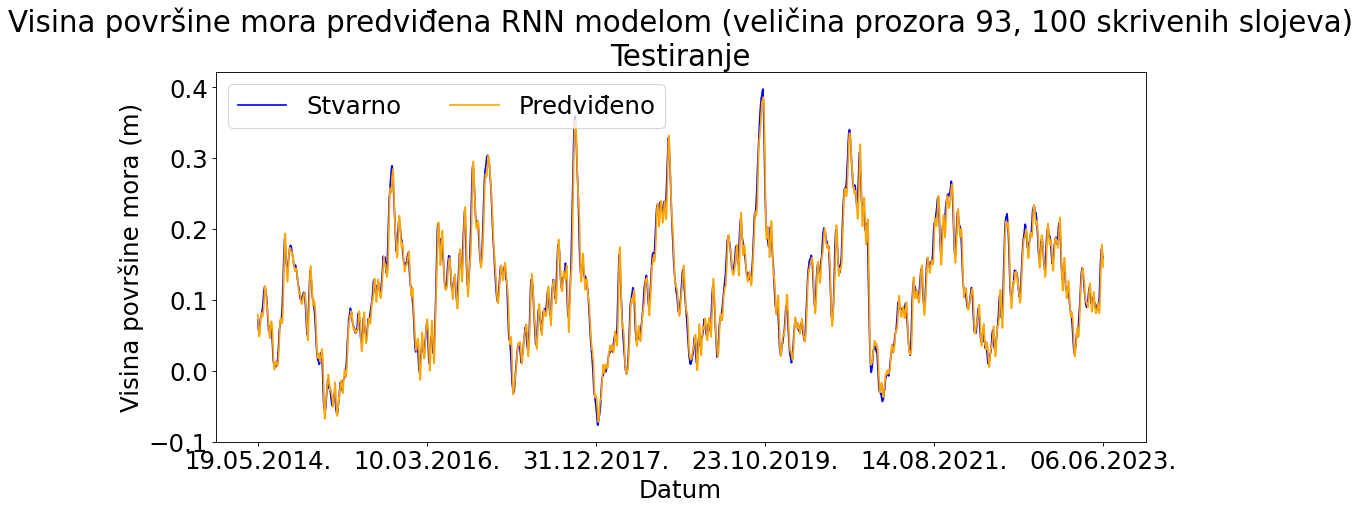 Visina površine mora predviđena RNN modelom (veličina prozora 93, 100 skrivenih slojeva)
Testiranje
Stvarno
Predviđeno
Visina površine mora (m)
0.4
0.3
0.2
0.1
0.0
−0.1
19.05.2014.
10.03.2016.
31.12.2017.
23.10.2019.
14.08.2021.
06.06.2023.
Datum